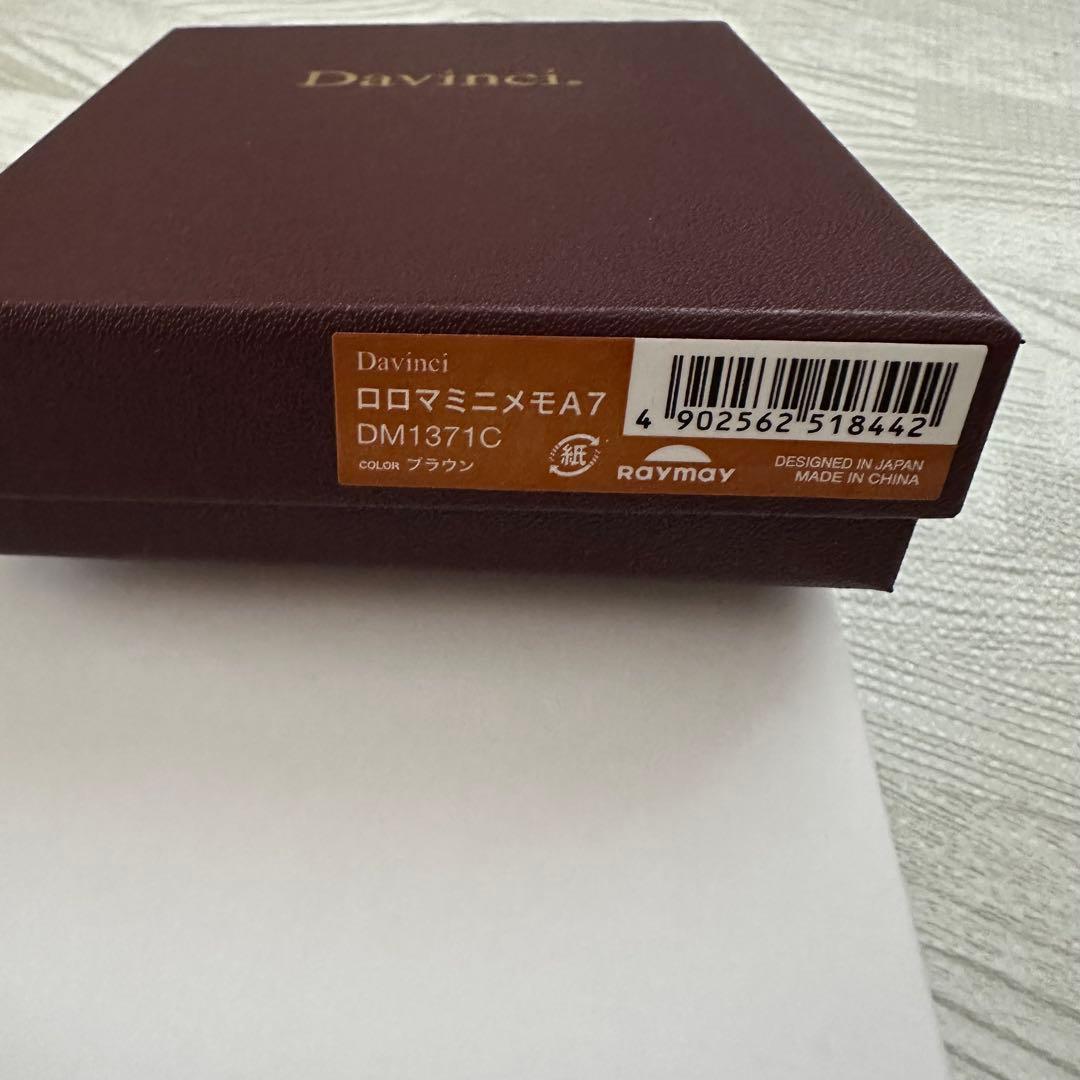 Davinci.
Davinci
ロロマミニメモA7
DM1371C
COLOR ブラウン
紙
Raymay
4 902562 518442
DESIGNED IN JAPAN
MADE IN CHINA